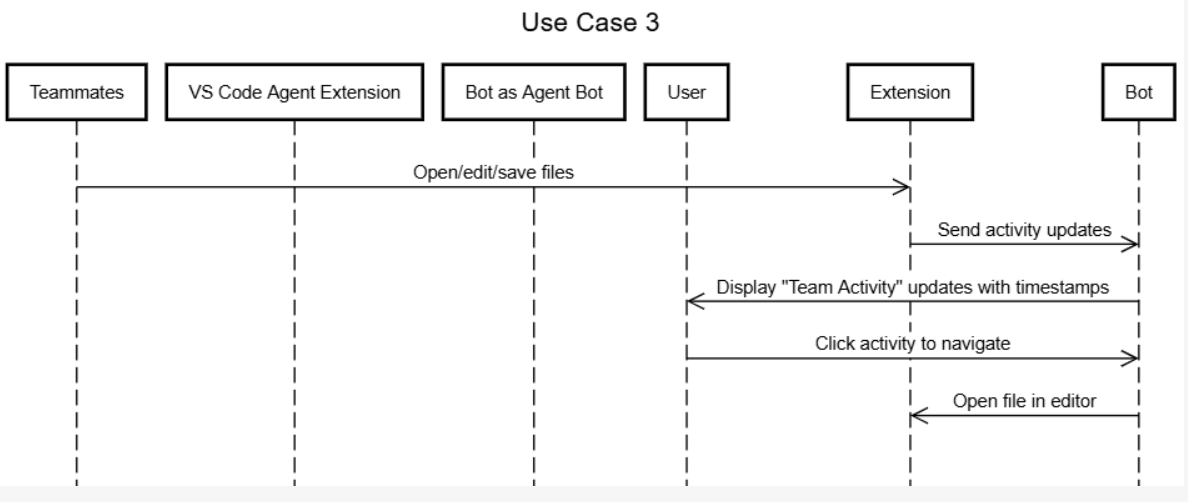 Use Case 3
Teammates
VS Code Agent Extension
Bot as Agent Bot
User
Extension
Bot
Open/edit/save files
Send activity updates
Display "Team Activity" updates with timestamps
Click activity to navigate
Open file in editor